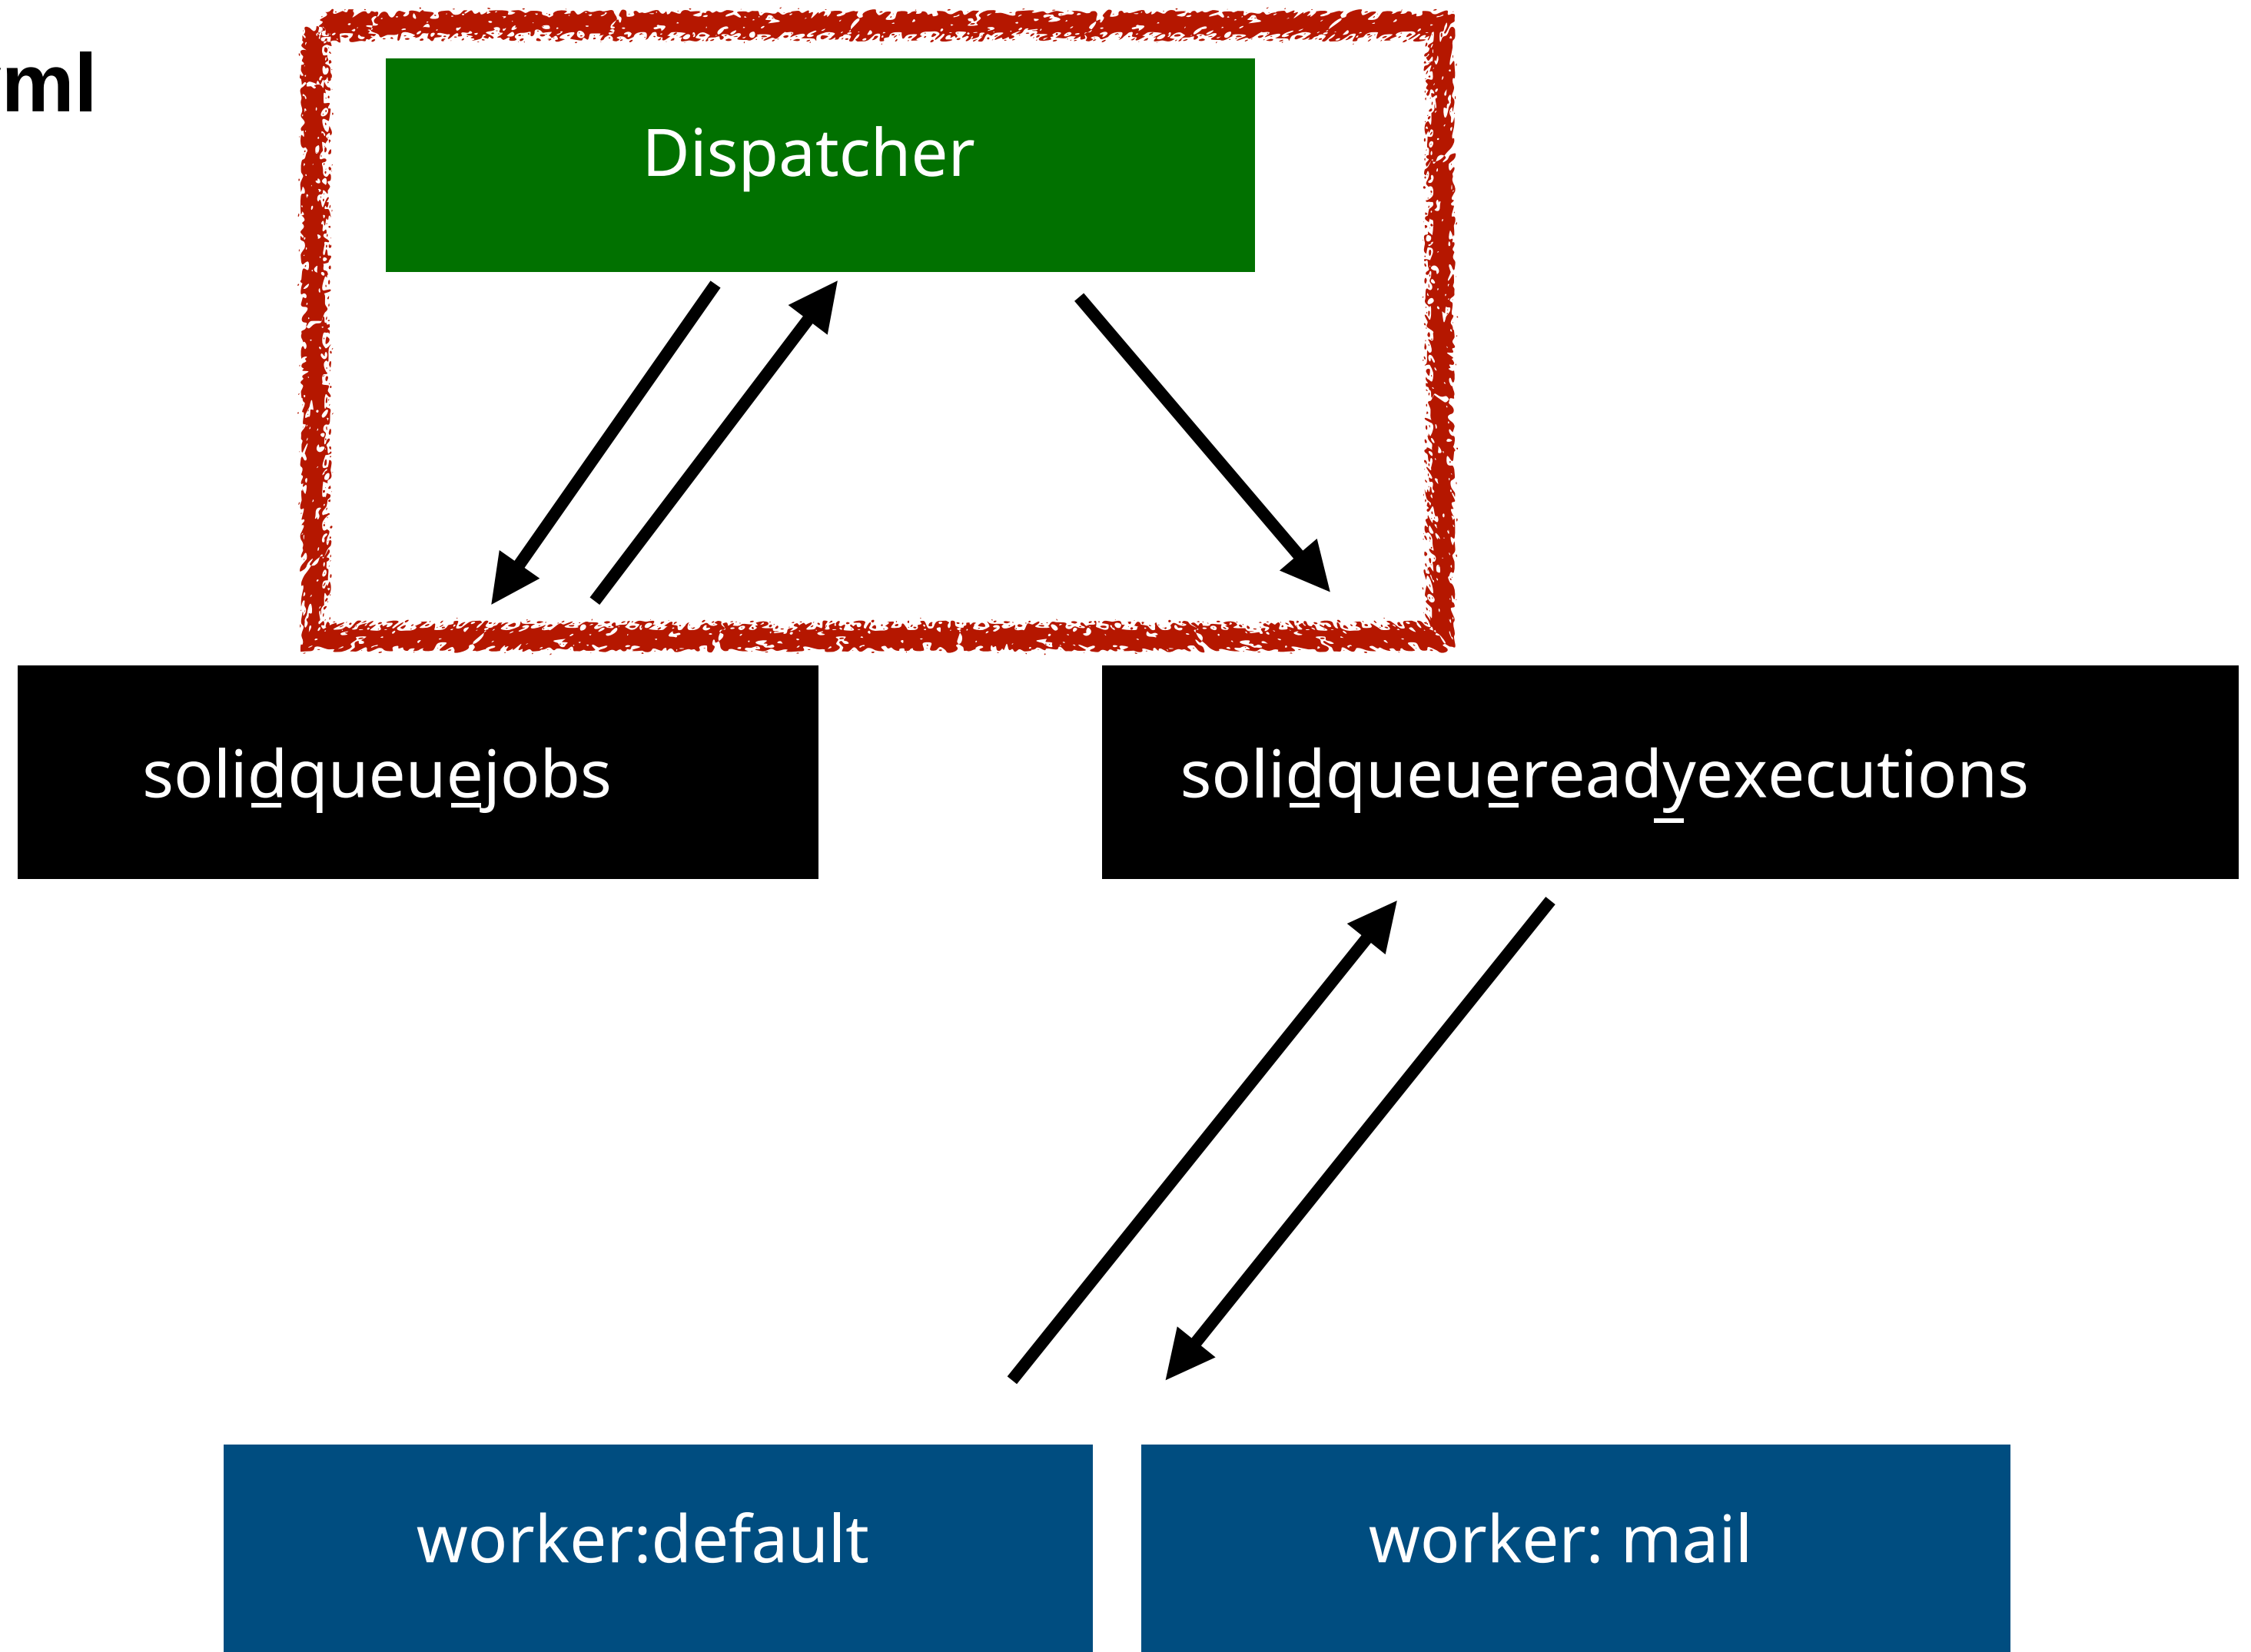 ml
Dispatcher
solidqueuejobs
solidqueuereadyexecutions
worker:default
worker: mail